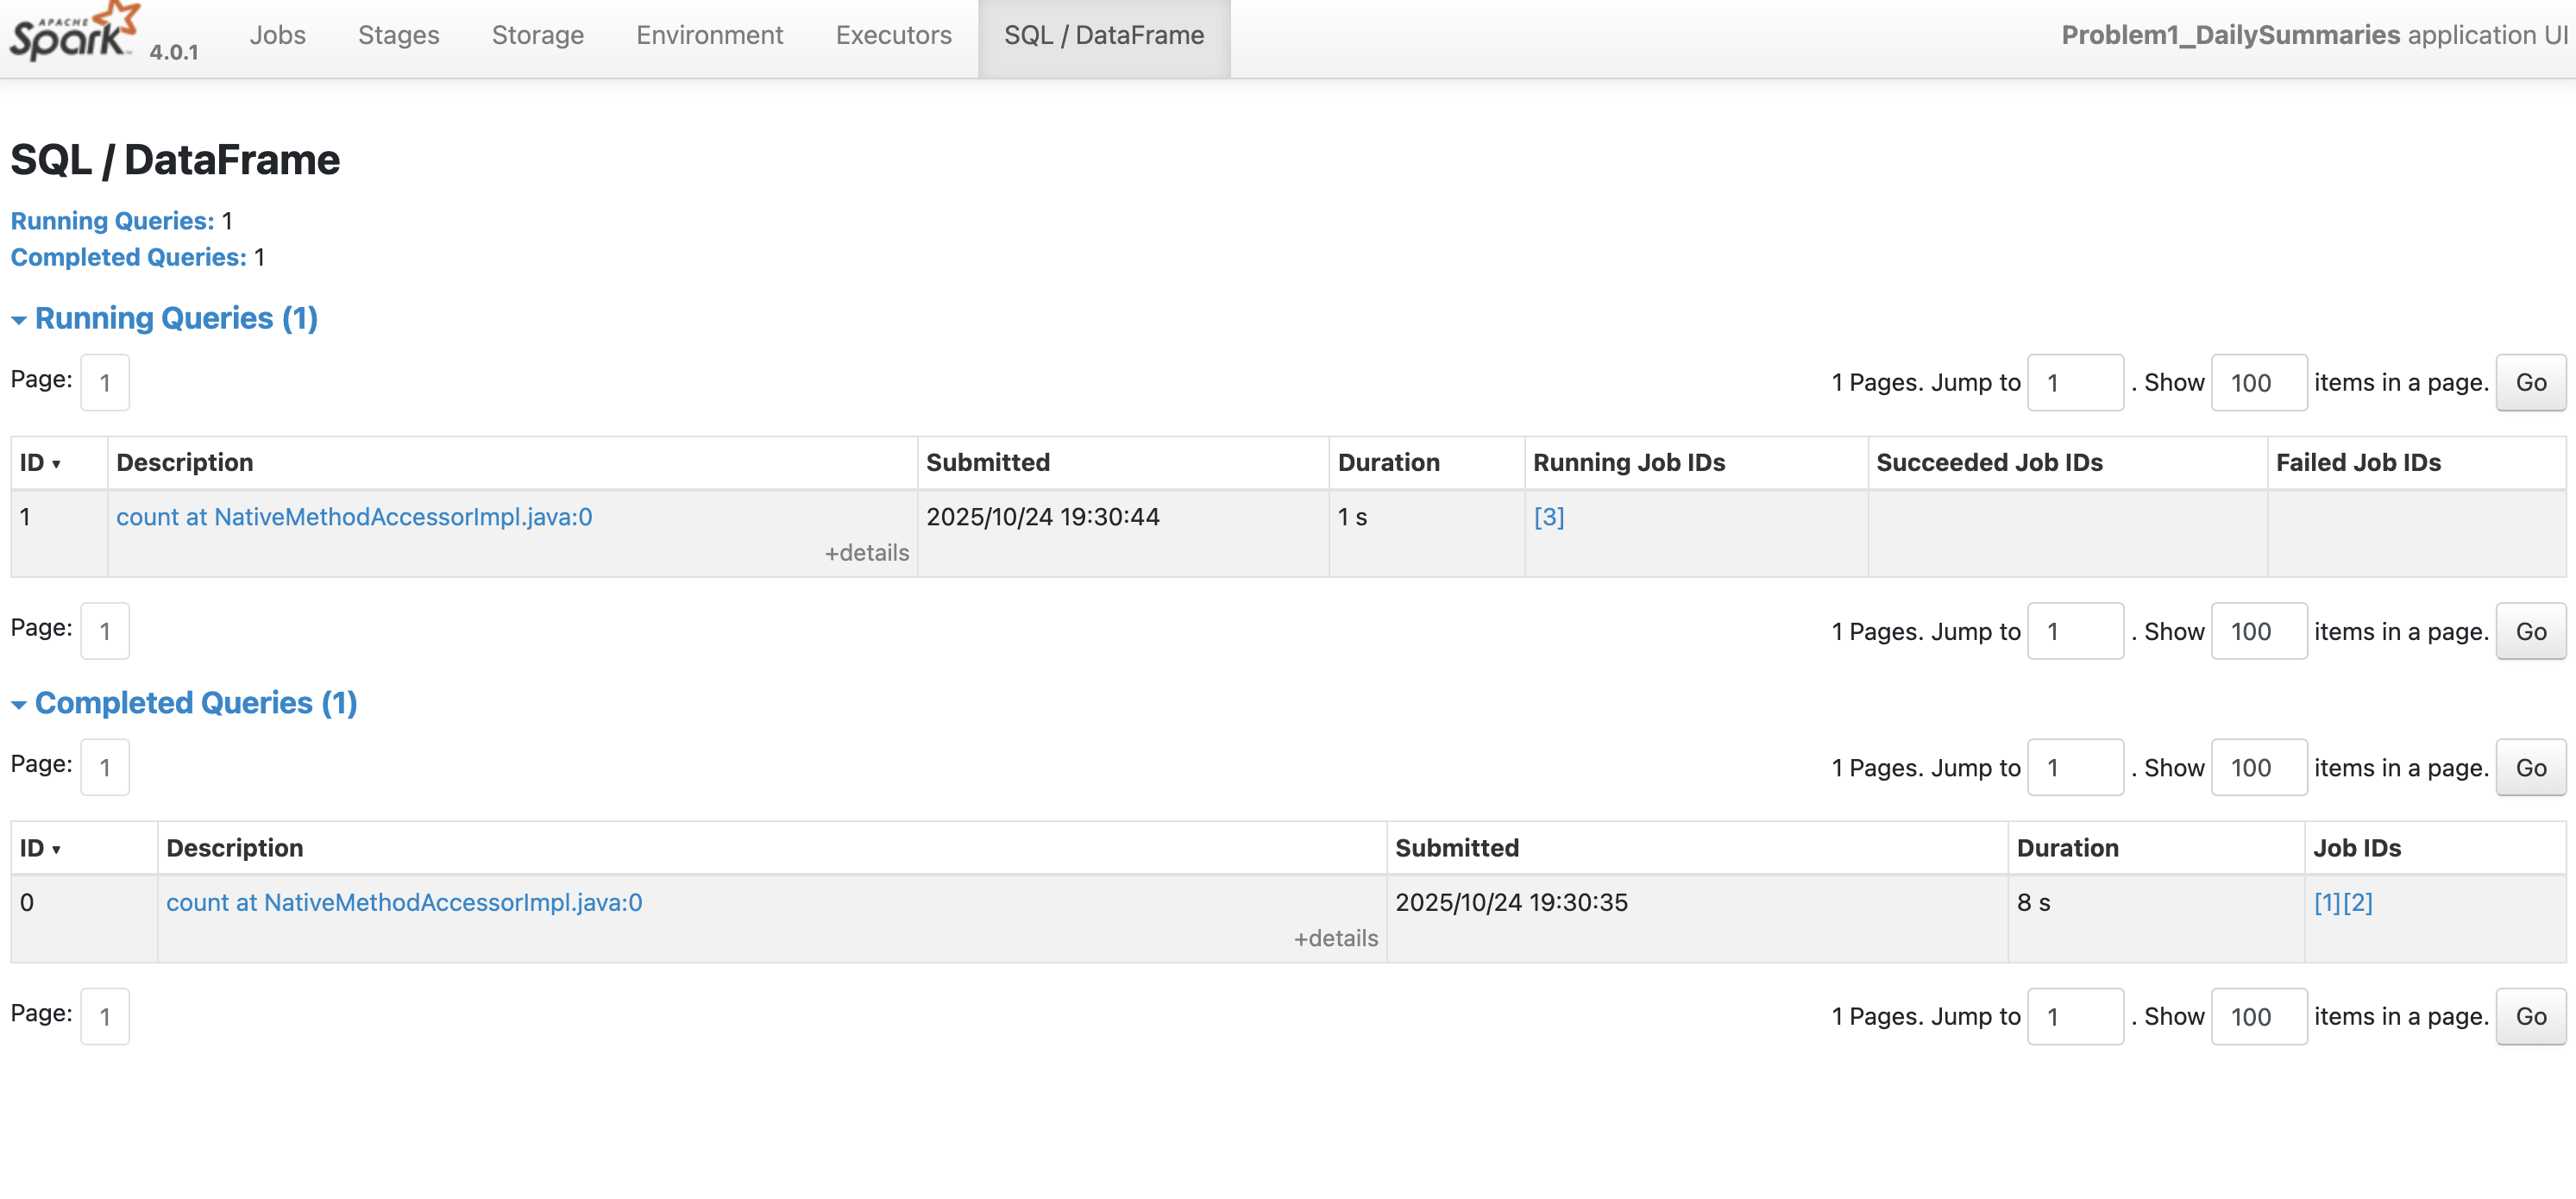 APACHE Spark 4.0.1 Jobs Stages Storage Environment Executors SQL / DataFrame Problem1_DailySummaries application UI
SQL / DataFrame
Running Queries: 1
Completed Queries: 1
Running Queries (1)
Page: 1 1 Pages. Jump to 1 . Show 100 items in a page. Go
ID Description Submitted Duration Running Job IDs Succeeded Job IDs Failed Job IDs
1 count at NativeMethodAccessorImpl.java:0 2025/10/24 19:30:44 1 s [3]
+details
Page: 1 1 Pages. Jump to 1 . Show 100 items in a page. Go
Completed Queries (1)
Page: 1 1 Pages. Jump to 1 . Show 100 items in a page. Go
ID Description Submitted Duration Job IDs
0 count at NativeMethodAccessorImpl.java:0 2025/10/24 19:30:35 8 s [1][2]
+details
Page: 1 1 Pages. Jump to 1 . Show 100 items in a page. Go